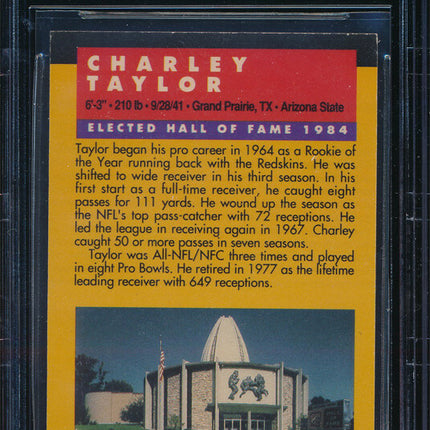 CHARLEY
TAYLOR
6'-3" • 210 lb • 9/28/41 • Grand Prairie, TX • Arizona State
ELECTED HALL OF FAME 1984
Taylor began his pro career in 1964 as a Rookie of
the Year running back with the Redskins. He was
shifted to wide receiver in his third season. In his
first start as a full-time receiver, he caught eight
passes for 111 yards. He wound up the season as
the NFL's top pass-catcher with 72 receptions. He
led the league in receiving again in 1967. Charley
caught 50 or more passes in seven seasons.
Taylor was All-NFL/NFC three times and played
in eight Pro Bowls. He retired in 1977 as the lifetime
leading receiver with 649 receptions.